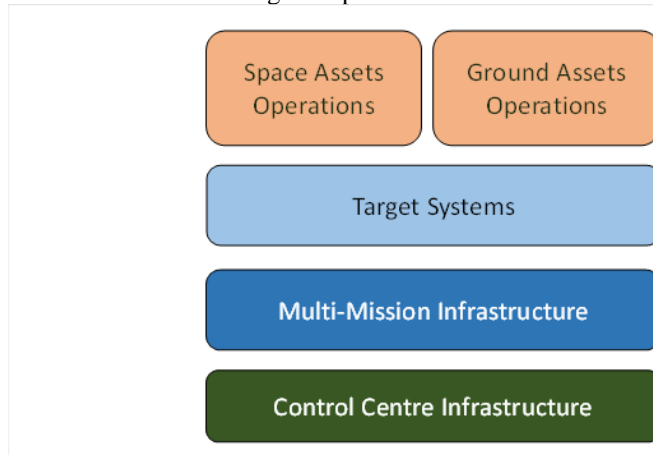 Space Assets
Operations
Ground Assets
Operations
Target Systems
Multi-Mission Infrastructure
Control Centre Infrastructure